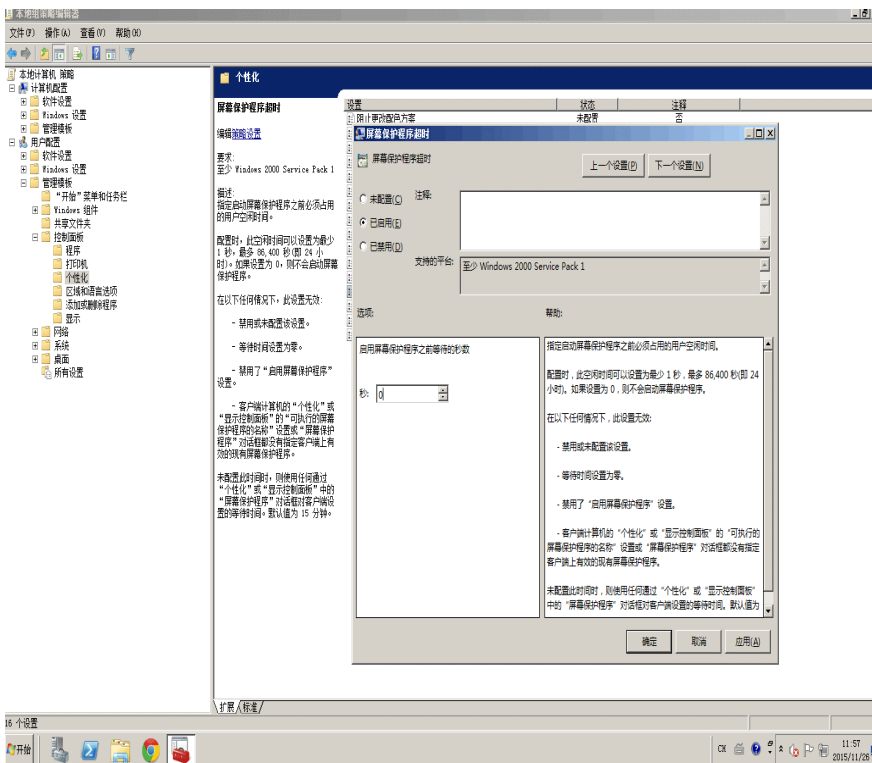 本地组策略编辑器
文件(F) 操作(A) 查看(V) 帮助(H)
本地计算机 策略
计算机配置
软件设置
Windows 设置
管理模板
用户配置
软件设置
Windows 设置
管理模板
“开始”菜单和任务栏
Windows 组件
共享文件夹
控制面板
程序
打印机
个性化
区域和语言选项
添加或删除程序
显示
网络
系统
桌面
所有设置
个性化
屏幕保护程序超时
编辑策略设置
要求:
至少 Windows 2000 Service Pack 1
描述:
指定启动屏幕保护程序之前必须占用
的用户空闲时间。
配置时，此空闲时间可以设置为最少
1 秒，最多 86,400 秒(即 24 小
时)。如果设置为 0，则不会启动屏幕
保护程序。
在以下任何情况下，此设置无效:
- 禁用或未配置该设置。
- 等待时间设置为零。
- 禁用了“启用屏幕保护程序”
设置。
- 客户端计算机的“个性化”或
“显示控制面板”的“可执行的屏幕
保护程序的名称”设置或“屏幕保护
程序”对话框都没有指定客户端上有
效的现有屏幕保护程序。
未配置此时间时，则使用任何通过
“个性化”或“显示控制面板”中的
“屏幕保护程序”对话框对客户端设
置的等待时间。默认值为 15 分钟。
设置 状态 注释
阻止更改配色方案 未配置 否
屏幕保护程序超时
屏幕保护程序超时
上一个设置(P) 下一个设置(N)
未配置(C) 注释:
已启用(E)
已禁用(D)
支持的平台: 至少 Windows 2000 Service Pack 1
选项: 帮助:
启用屏幕保护程序之前等待的秒数
秒: 0
指定启动屏幕保护程序之前必须占用的用户空闲时间。
配置时，此空闲时间可以设置为最少 1 秒，最多 86,400 秒(即 24
小时)。如果设置为 0，则不会启动屏幕保护程序。
在以下任何情况下，此设置无效:
- 禁用或未配置该设置。
- 等待时间设置为零。
- 禁用了“启用屏幕保护程序”设置。
- 客户端计算机的“个性化”或“显示控制面板”的“可执行的
屏幕保护程序的名称”设置或“屏幕保护程序”对话框都没有指定
客户端上有效的现有屏幕保护程序。
未配置此时间时，则使用任何通过“个性化”或“显示控制面板”
中的“屏幕保护程序”对话框对客户端设置的等待时间。默认值为
确定 取消 应用(A)
扩展 标准
16 个设置
开始 CH 11:57
2015/11/26